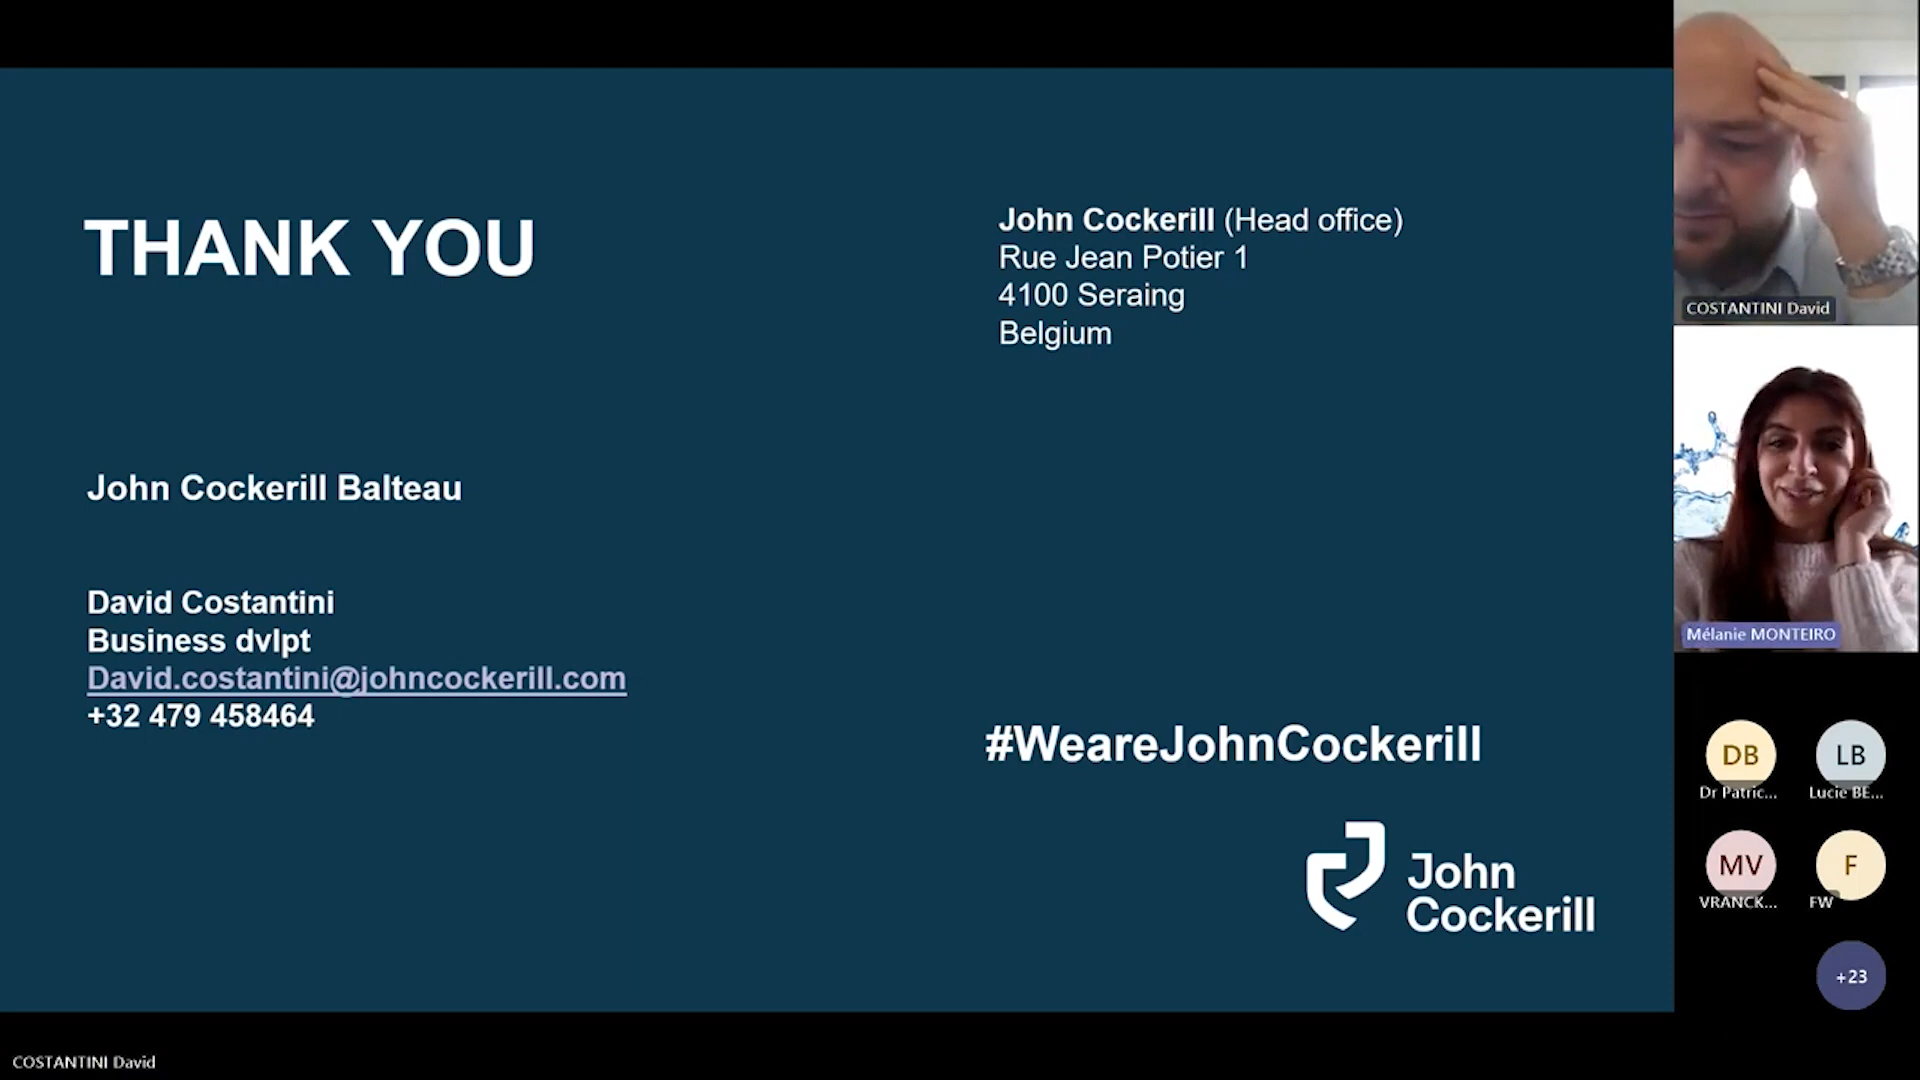 THANK YOU
John Cockerill (Head office)
Rue Jean Potier 1
4100 Seraing
Belgium
John Cockerill Balteau
David Costantini
Business dvlpt
David.costantini@johncockerill.com
+32 479 458464
#WeareJohnCockerill
John
Cockerill
COSTANTINI David
Mélanie MONTEIRO
DB
Dr Patric...
LB
Lucie BE...
MV
VRANCK...
F
FW
+23
COSTANTINI David